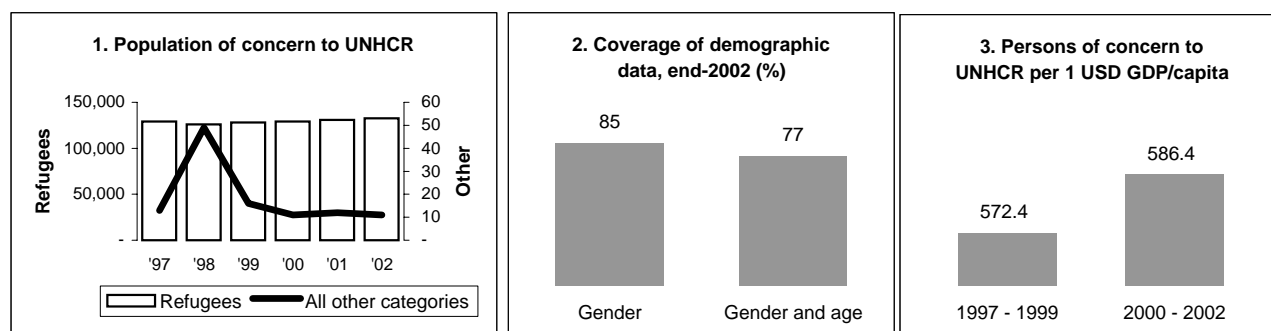 1. Population of concern to UNHCR
150,000
100,000
50,000
-
Refugees
60
50
40
30
20
10
-
Other
'97 '98 '99 '00 '01 '02
Refugees All other categories
2. Coverage of demographic
data, end-2002 (%)
85
77
Gender Gender and age
3. Persons of concern to
UNHCR per 1 USD GDP/capita
572.4
586.4
1997 - 1999 2000 - 2002